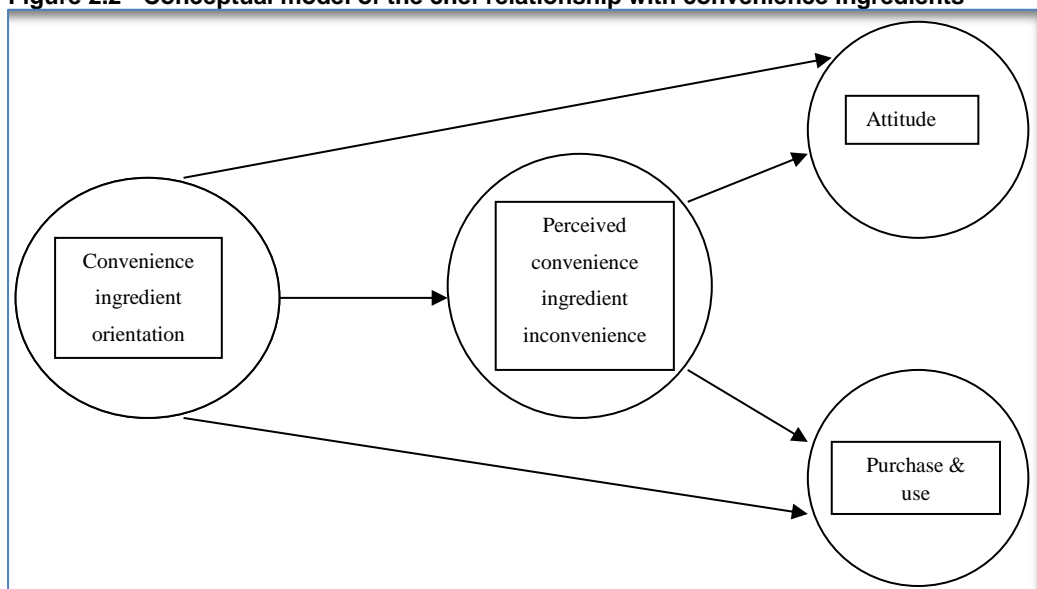 Figure 2.2 Conceptual model of the chef relationship with convenience ingredients
Attitude
Convenience
ingredient
orientation
Perceived
convenience
ingredient
inconvenience
Purchase &
use